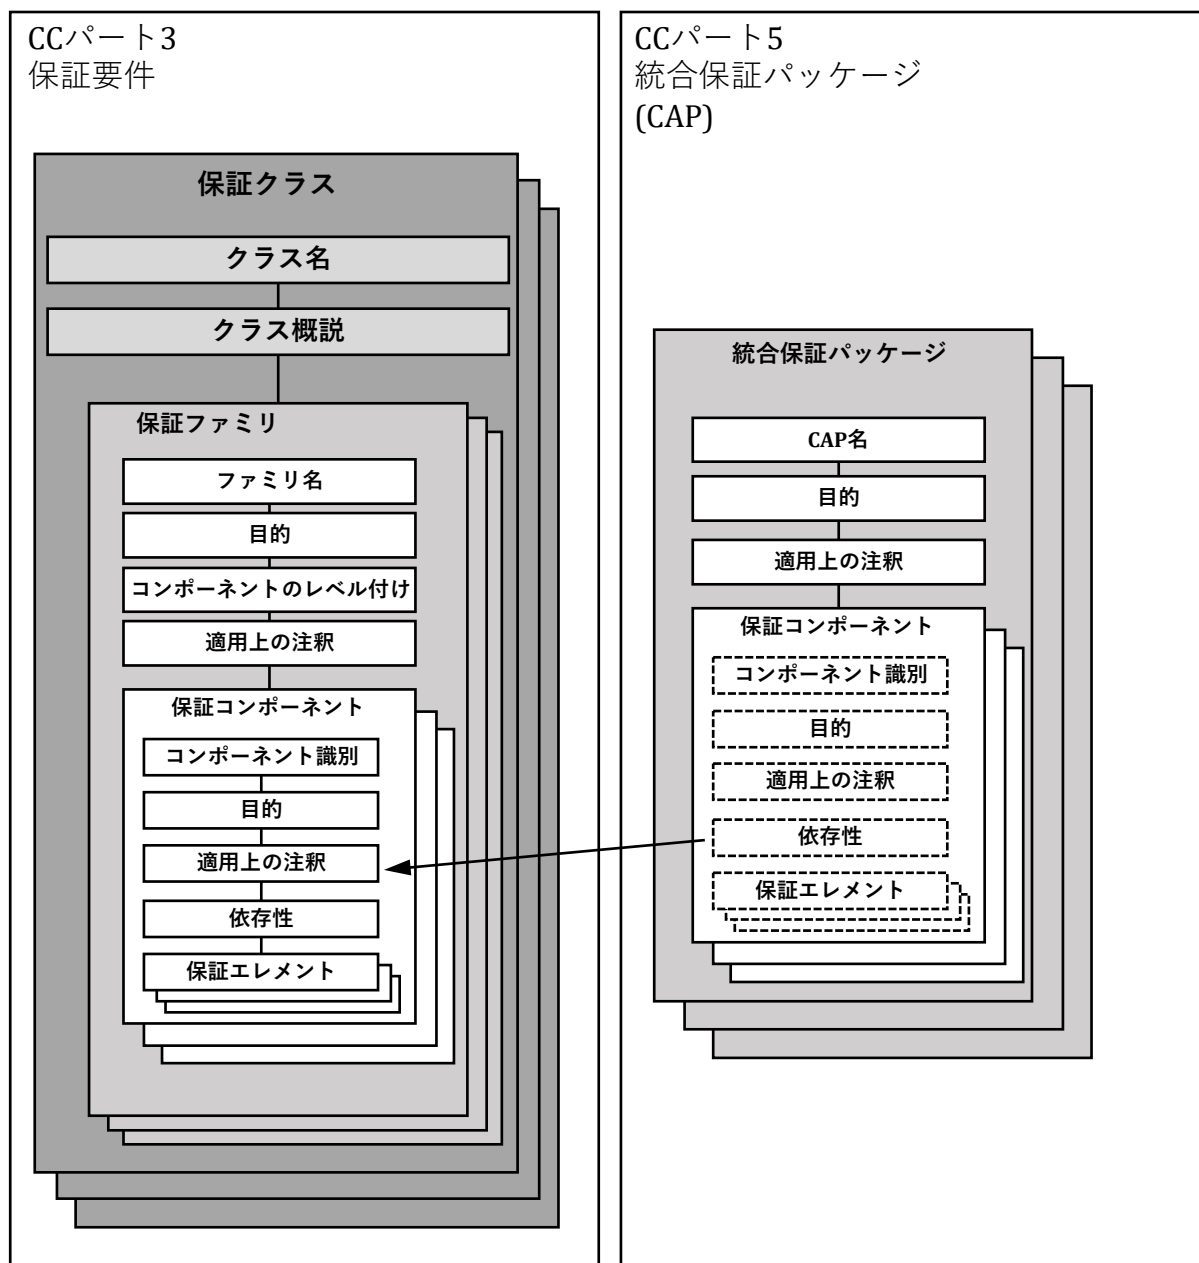 CCパート3
保証要件
保証クラス
クラス名
クラス概説
保証ファミリ
ファミリ名
目的
コンポーネントのレベル付け
適用上の注釈
保証コンポーネント
コンポーネント識別
目的
適用上の注釈
依存性
保証エレメント
CCパート5
統合保証パッケージ
(CAP)
統合保証パッケージ
CAP名
目的
適用上の注釈
保証コンポーネント
コンポーネント識別
目的
適用上の注釈
依存性
保証エレメント